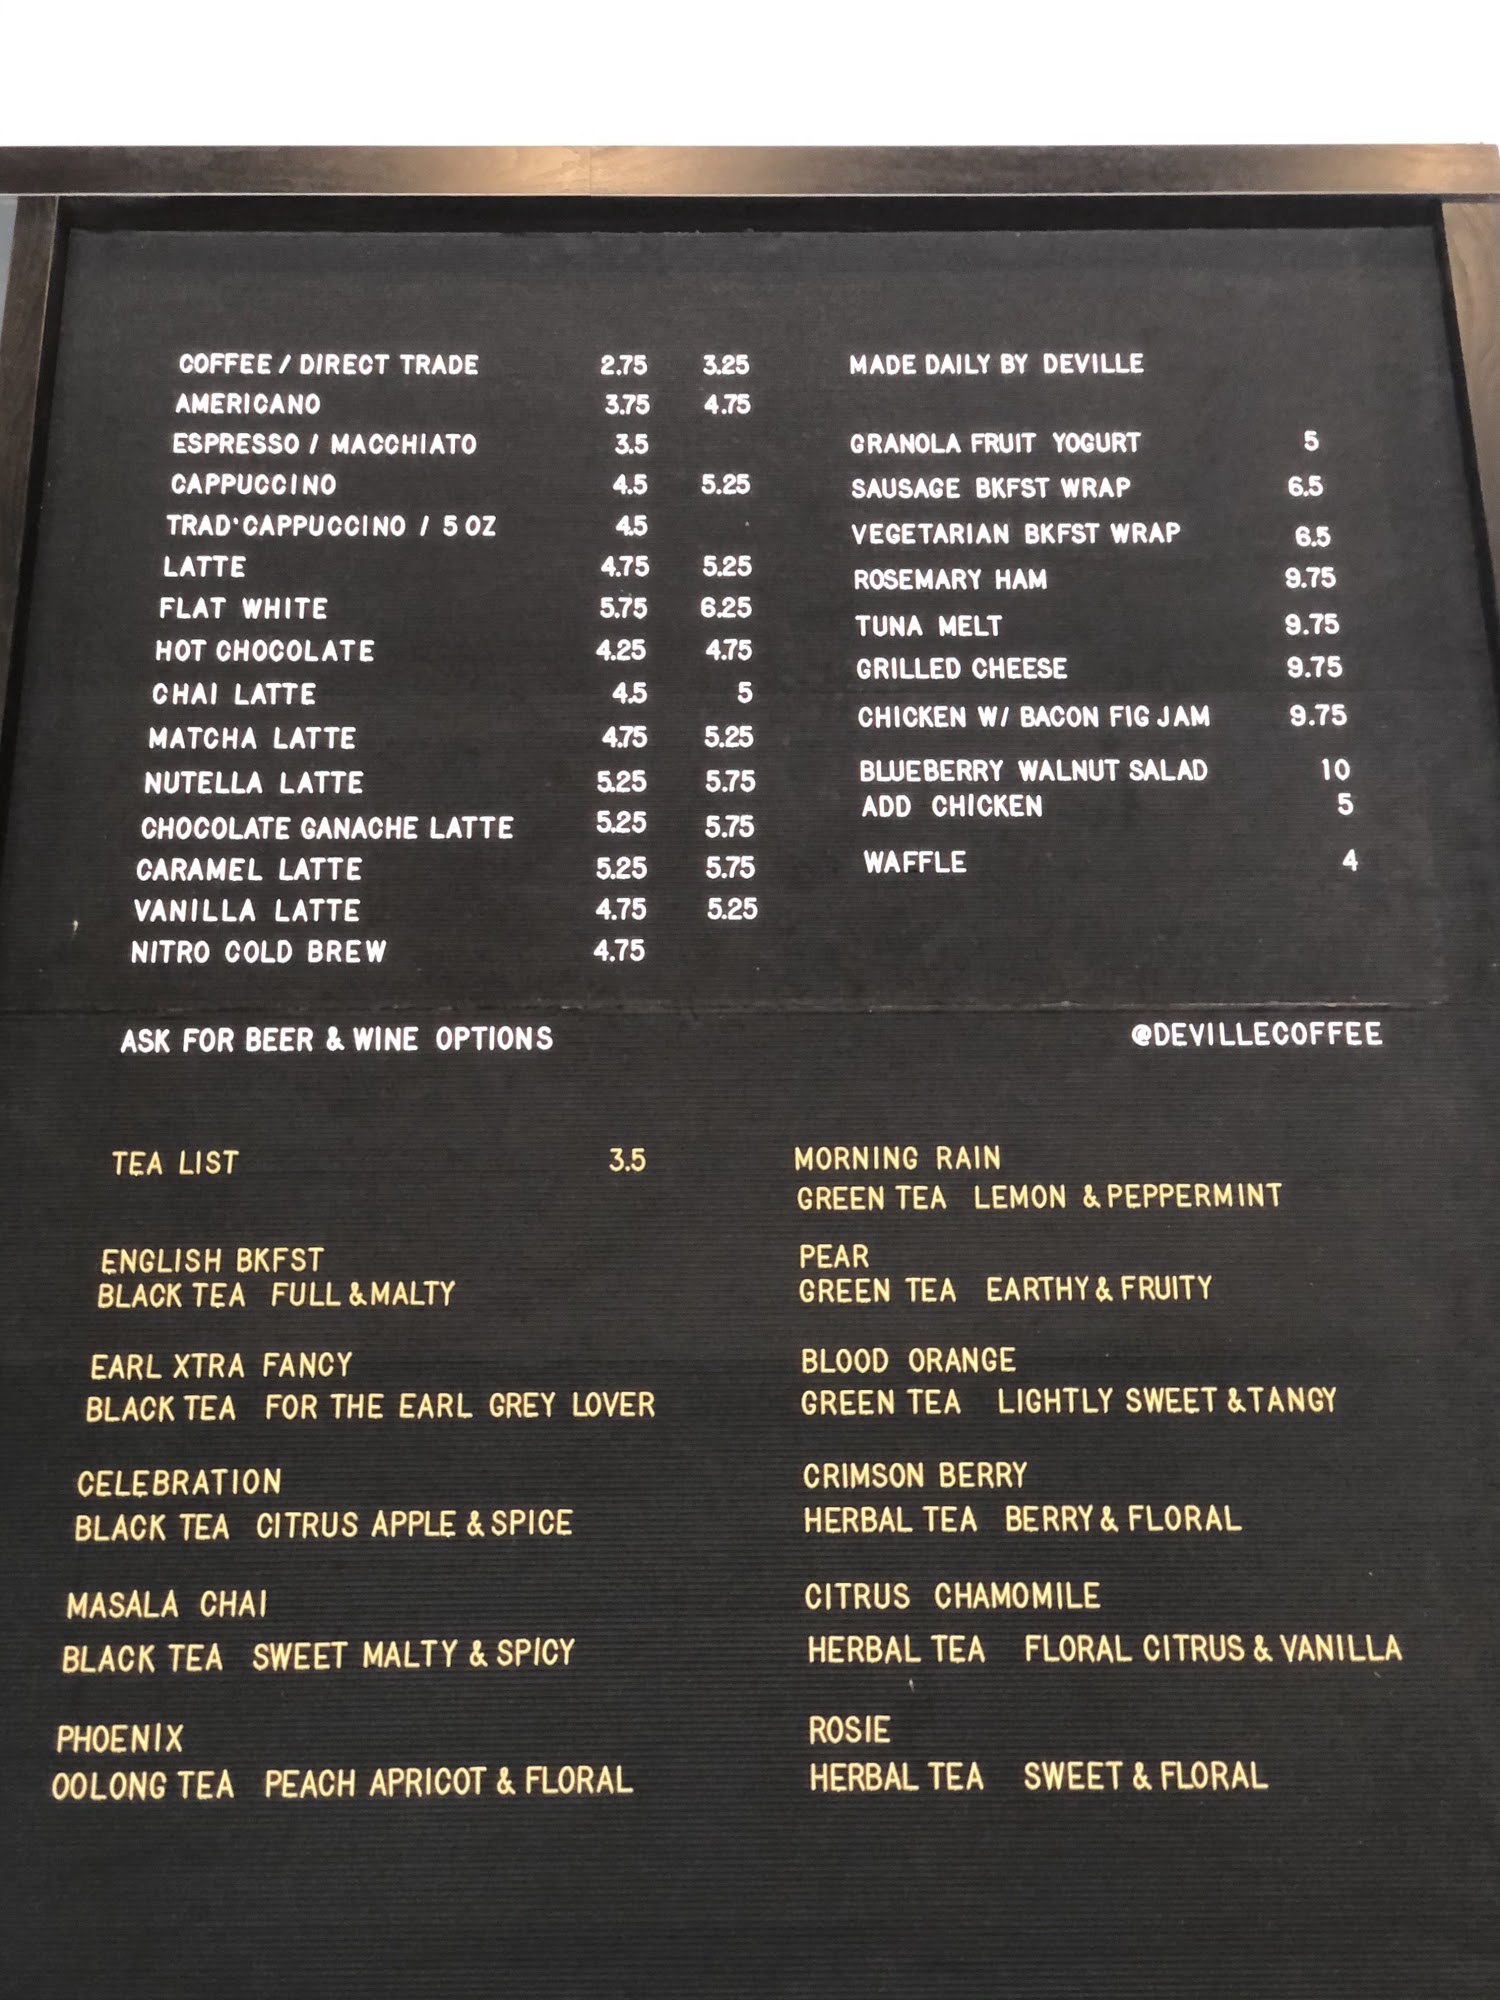 COFFEE / DIRECT TRADE 2.75 3.25
AMERICANO 3.75 4.75
ESPRESSO / MACCHIATO 3.5
CAPPUCCINO 4.5 5.25
TRAD'CAPPUCCINO / 5 OZ 4.5
LATTE 4.75 5.25
FLAT WHITE 5.75 6.25
HOT CHOCOLATE 4.25 4.75
CHAI LATTE 4.5 5
MATCHA LATTE 4.75 5.25
NUTELLA LATTE 5.25 5.75
CHOCOLATE GANACHE LATTE 5.25 5.75
CARAMEL LATTE 5.25 5.75
VANILLA LATTE 4.75 5.25
NITRO COLD BREW 4.75
MADE DAILY BY DEVILLE
GRANOLA FRUIT YOGURT 5
SAUSAGE BKFST WRAP 6.5
VEGETARIAN BKFST WRAP 6.5
ROSEMARY HAM 9.75
TUNA MELT 9.75
GRILLED CHEESE 9.75
CHICKEN W/ BACON FIG JAM 9.75
BLUEBERRY WALNUT SALAD 10
ADD CHICKEN 5
WAFFLE 4
ASK FOR BEER & WINE OPTIONS
@DEVILLECOFFEE
TEA LIST 3.5
ENGLISH BKFST
BLACK TEA FULL & MALTY
EARL XTRA FANCY
BLACK TEA FOR THE EARL GREY LOVER
CELEBRATION
BLACK TEA CITRUS APPLE & SPICE
MASALA CHAI
BLACK TEA SWEET MALTY & SPICY
PHOENIX
OOLONG TEA PEACH APRICOT & FLORAL
MORNING RAIN
GREEN TEA LEMON & PEPPERMINT
PEAR
GREEN TEA EARTHY & FRUITY
BLOOD ORANGE
GREEN TEA LIGHTLY SWEET & TANGY
CRIMSON BERRY
HERBAL TEA BERRY & FLORAL
CITRUS CHAMOMILE
HERBAL TEA FLORAL CITRUS & VANILLA
ROSIE
HERBAL TEA SWEET & FLORAL